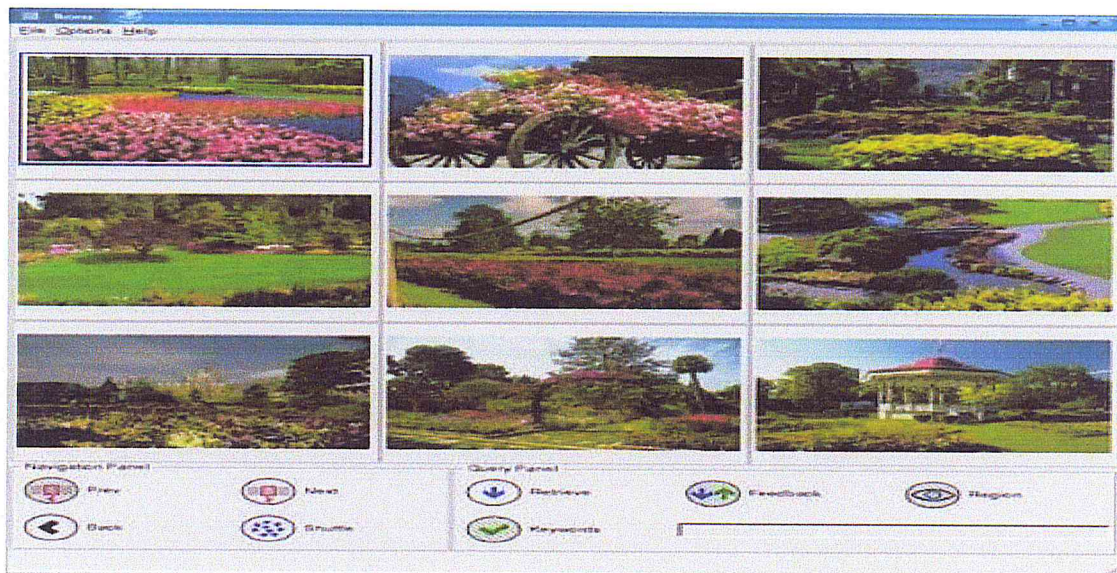 File Options Help
Navigation Panel
Prev
Next
Back
Shuffle
Query Panel
Retrieve
Feedback
Region
Keywords